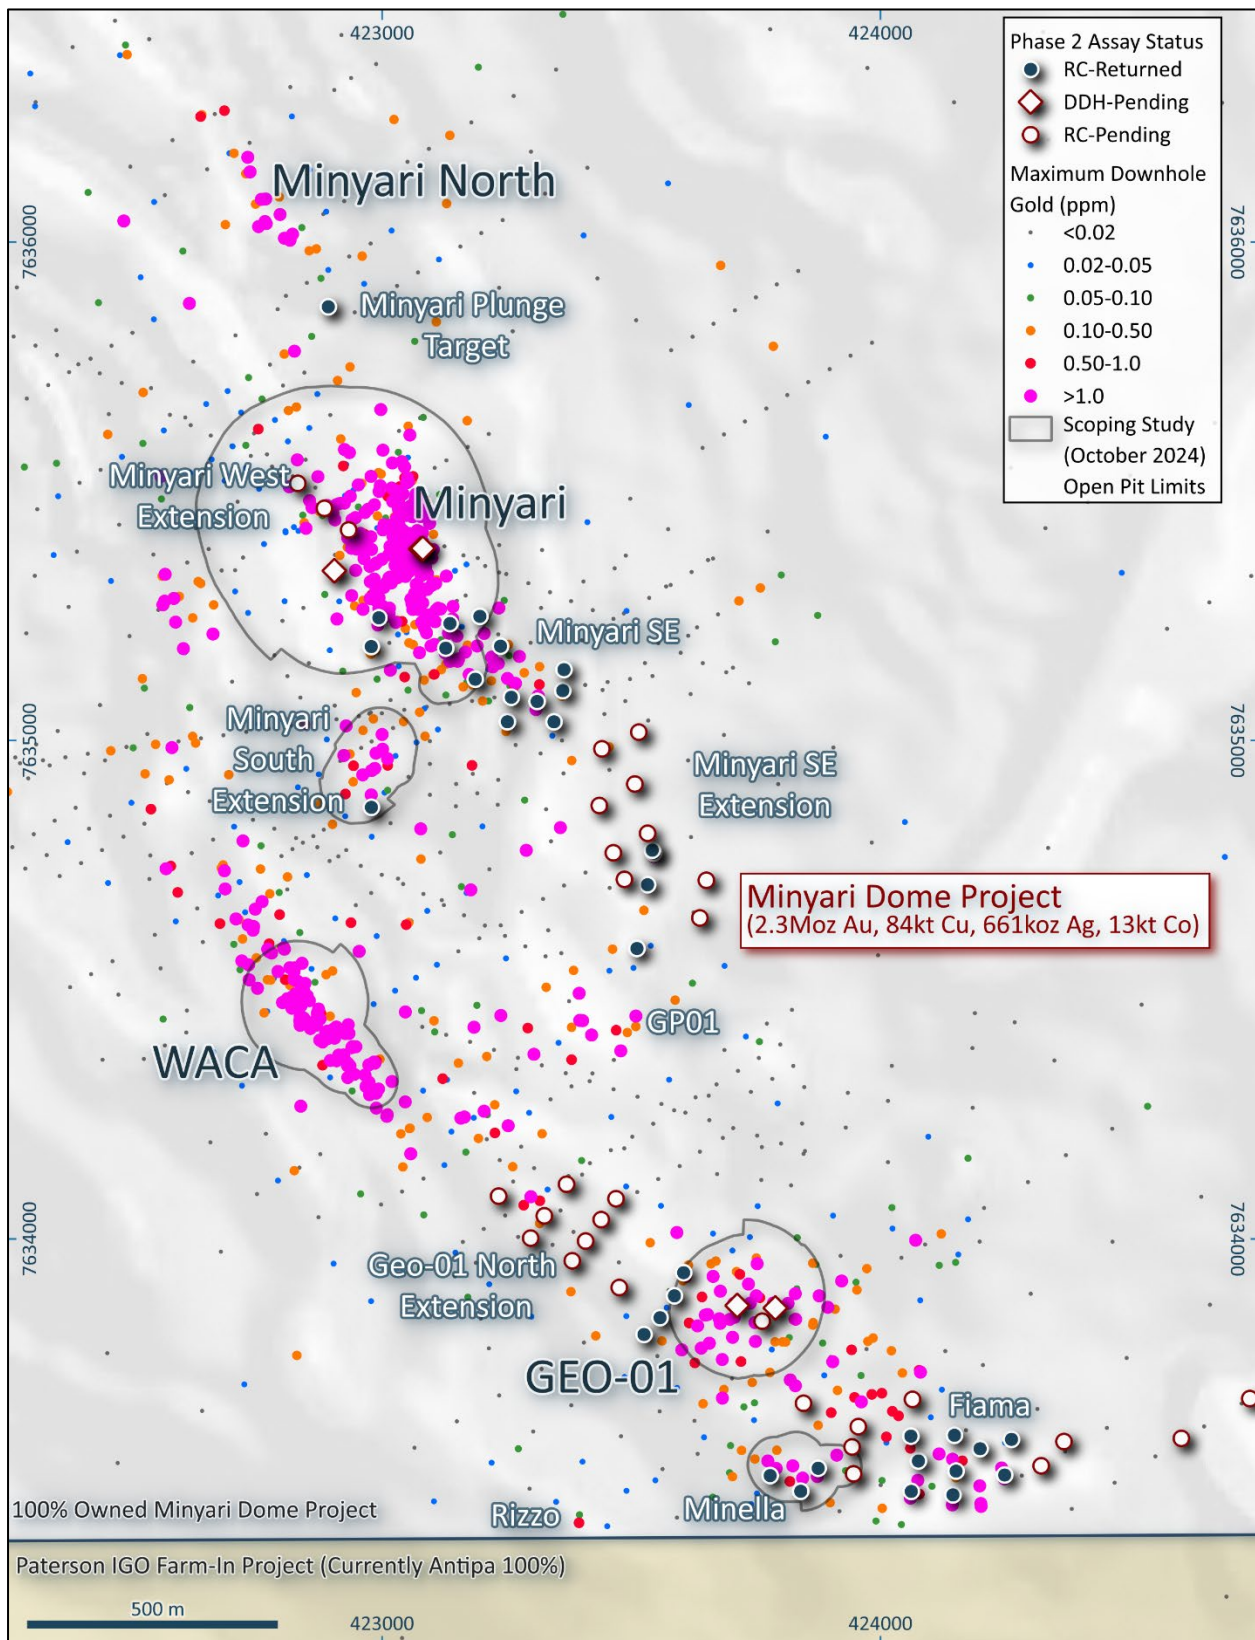 423000
424000
Phase 2 Assay Status
RC-Returned
DDH-Pending
RC-Pending
Maximum Downhole
Gold (ppm)
<0.02
0.02-0.05
0.05-0.10
0.10-0.50
0.50-1.0
>1.0
Scoping Study
(October 2024)
Open Pit Limits
Minyari North
7636000
7636000
Minyari Plunge
Target
Minyari West
Extension
Minyari
Minyari SE
Minyari
South
Extension
7635000
7635000
Minyari SE
Extension
Minyari Dome Project
(2.3Moz Au, 84kt Cu, 661koz Ag, 13kt Co)
GP01
WACA
7634000
7634000
Geo-01 North
Extension
GEO-01
Fiama
Minella
Rizzo
100% Owned Minyari Dome Project
Paterson IGO Farm-In Project (Currently Antipa 100%)
500 m
423000
424000